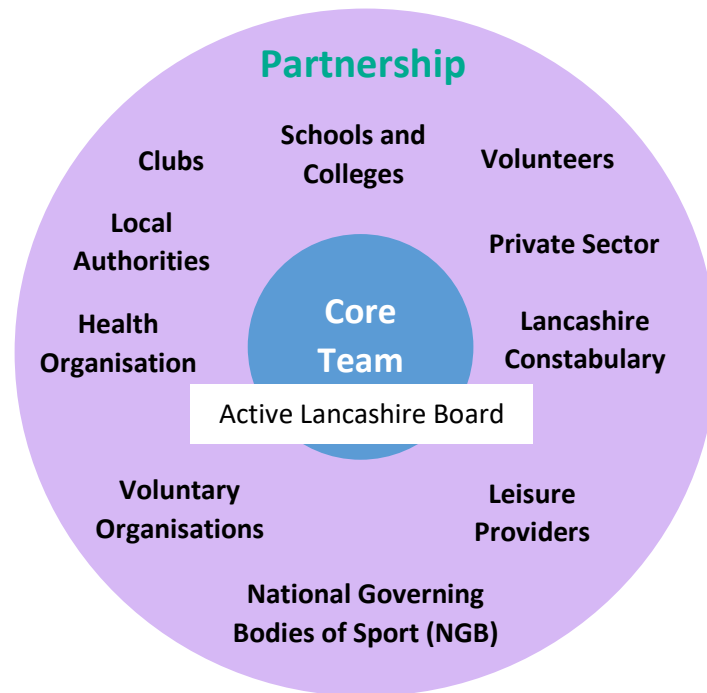 Partnership
Schools and
Colleges
Clubs
Volunteers
Local
Authorities
Private Sector
Core
Team
Health
Organisation
Lancashire
Constabulary
Active Lancashire Board
Voluntary
Organisations
Leisure
Providers
National Governing
Bodies of Sport (NGB)